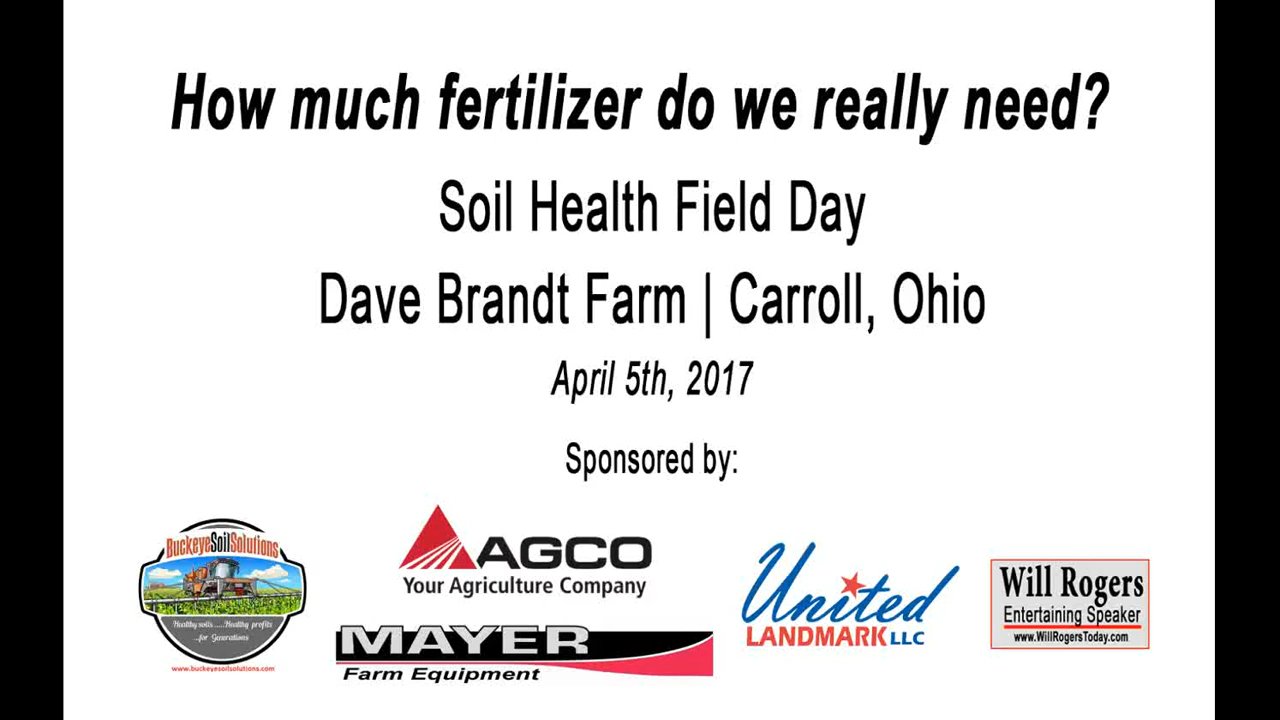 How much fertilizer do we really need?
Soil Health Field Day
Dave Brandt Farm | Carroll, Ohio
April 5th, 2017
Sponsored by:
BuckeyeSoilSolutions
Healthy soils .....Healthy profits
...for Generations
www.buckeyesoilsolutions.com
AGCO
Your Agriculture Company
MAYER
Farm Equipment
United
LANDMARK LLC
Will Rogers
Entertaining Speaker
www.WillRogersToday.com